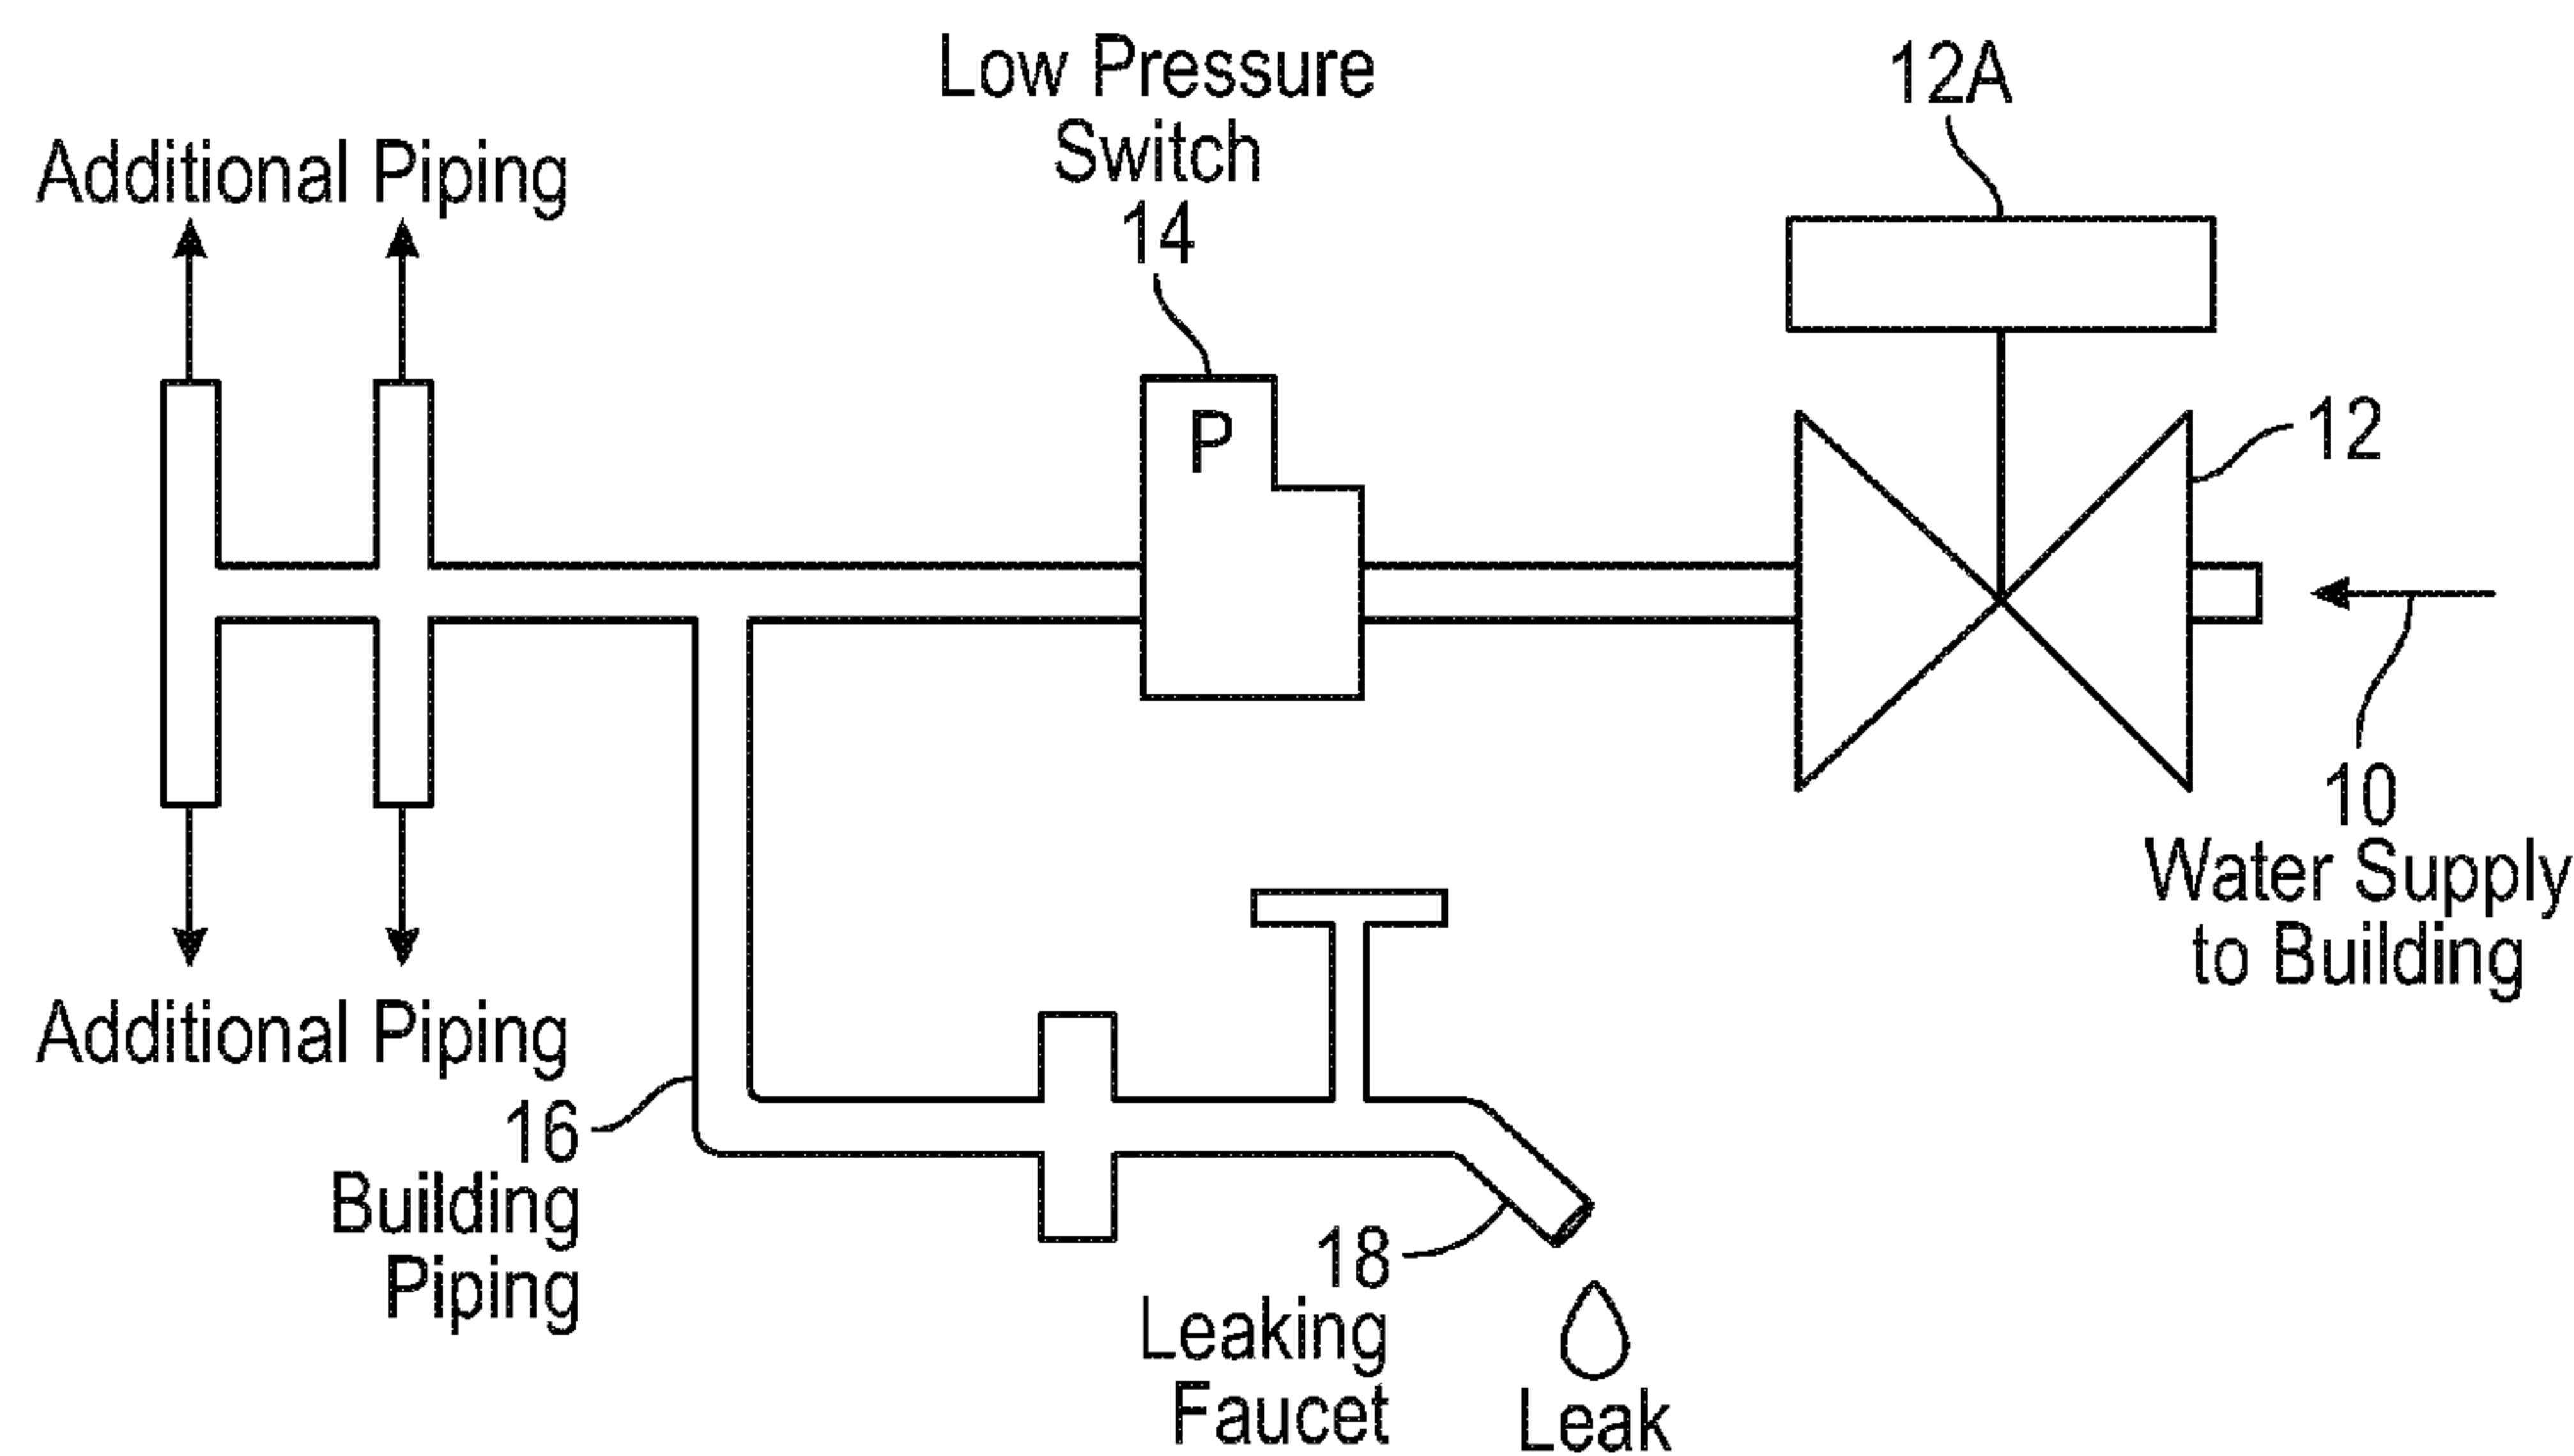 Low Pressure
Switch
14
12A
Additional Piping
P
12
10
Water Supply
to Building
Additional Piping
16
Building
Piping
18
Leaking
Faucet
Leak